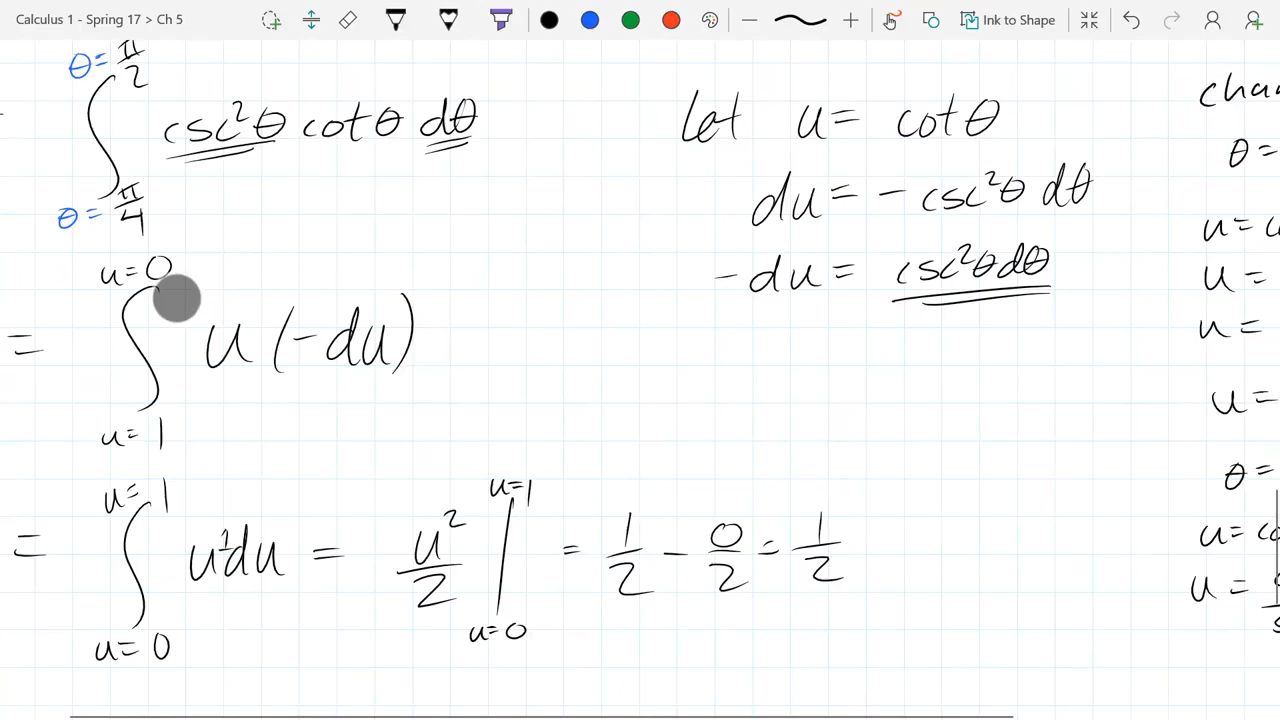 Calculus 1 - Spring 17 > Ch 5
Ink to Shape
∫_{θ=π/4}^{θ=π/2} csc²θ cotθ dθ
Let u = cotθ
du = - csc²θ dθ
-du = csc²θdθ
= ∫_{u=1}^{u=0} u (-du)
= ∫_{u=0}^{u=1} u¹du = u²/2 |_{u=0}^{u=1} = 1/2 - 0/2 = 1/2
θ =
u =
u =
u =
θ =
u =